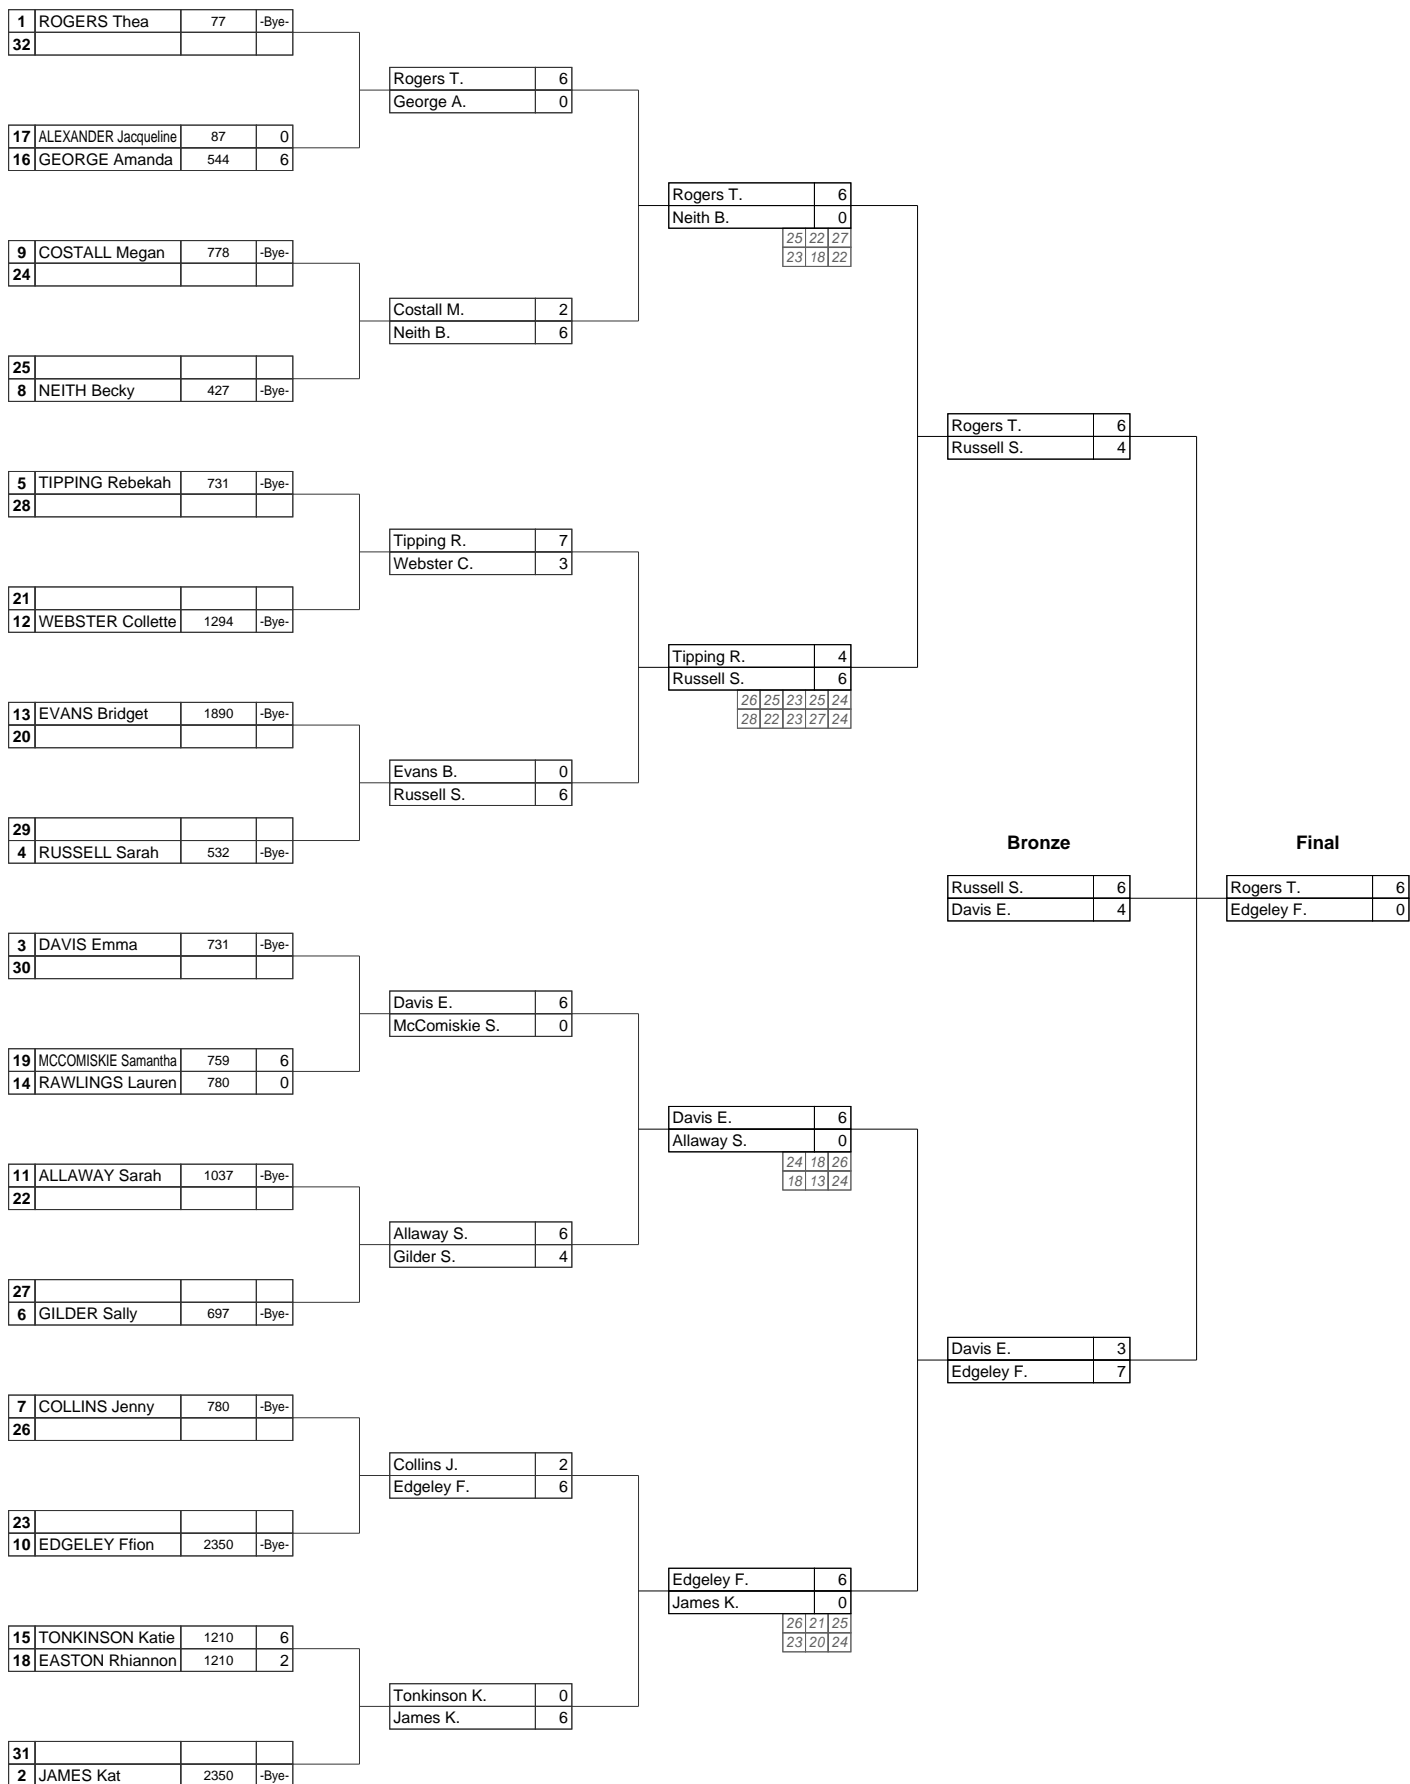 1 ROGERS Thea 77 -Bye-
32
Rogers T. 6
George A. 0
17 ALEXANDER Jacqueline 87 0
16 GEORGE Amanda 544 6
Rogers T. 6
Neith B. 0
25 22 27
23 18 22
9 COSTALL Megan 778 -Bye-
24
Costall M. 2
Neith B. 6
25
8 NEITH Becky 427 -Bye-
Rogers T. 6
Russell S. 4
5 TIPPING Rebekah 731 -Bye-
28
Tipping R. 7
Webster C. 3
21
12 WEBSTER Collette 1294 -Bye-
Tipping R. 4
Russell S. 6
26 25 23 25 24
28 22 23 27 24
13 EVANS Bridget 1890 -Bye-
20
Evans B. 0
Russell S. 6
29
4 RUSSELL Sarah 532 -Bye-
Bronze
Final
Russell S. 6
Davis E. 4
Rogers T. 6
Edgeley F. 0
3 DAVIS Emma 731 -Bye-
30
Davis E. 6
McComiskie S. 0
19 MCCOMISKIE Samantha 759 6
14 RAWLINGS Lauren 780 0
Davis E. 6
Allaway S. 0
24 18 26
18 13 24
11 ALLAWAY Sarah 1037 -Bye-
22
Allaway S. 6
Gilder S. 4
27
6 GILDER Sally 697 -Bye-
Davis E. 3
Edgeley F. 7
7 COLLINS Jenny 780 -Bye-
26
Collins J. 2
Edgeley F. 6
23
10 EDGELEY Ffion 2350 -Bye-
Edgeley F. 6
James K. 0
26 21 25
23 20 24
15 TONKINSON Katie 1210 6
18 EASTON Rhiannon 1210 2
Tonkinson K. 0
James K. 6
31
2 JAMES Kat 2350 -Bye-